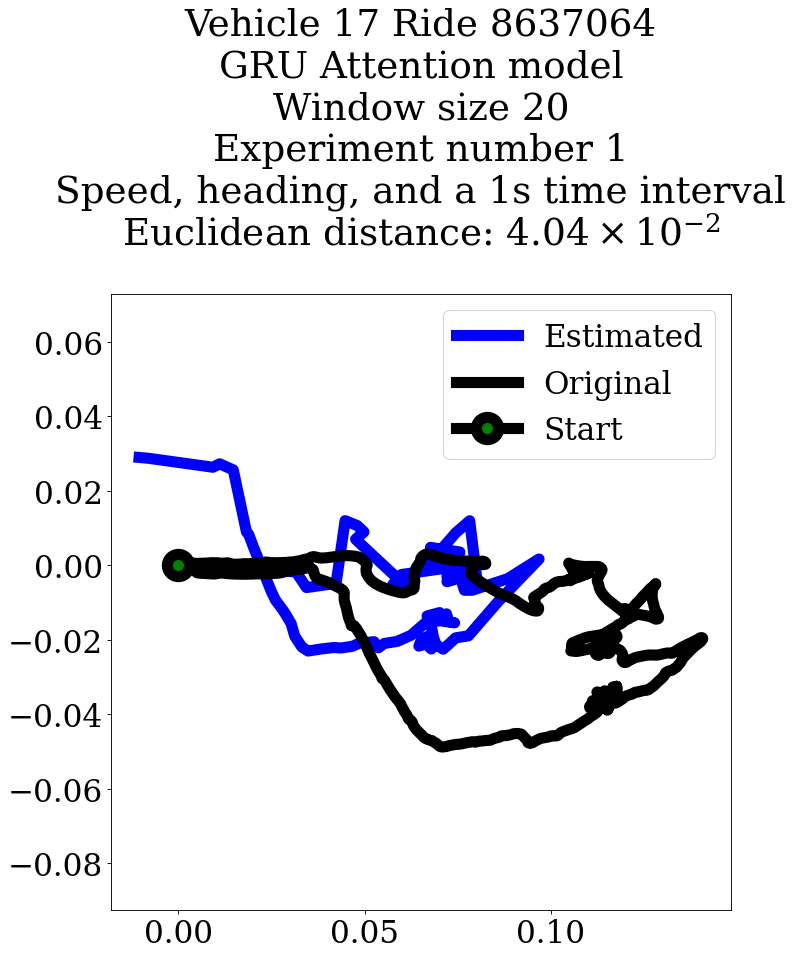 Vehicle 17 Ride 8637064
GRU Attention model
Window size 20
Experiment number 1
Speed, heading, and a 1s time interval
Euclidean distance: 4.04 × 10⁻²
Estimated
Original
Start
0.06
0.04
0.02
0.00
−0.02
−0.04
−0.06
−0.08
0.00 0.05 0.10